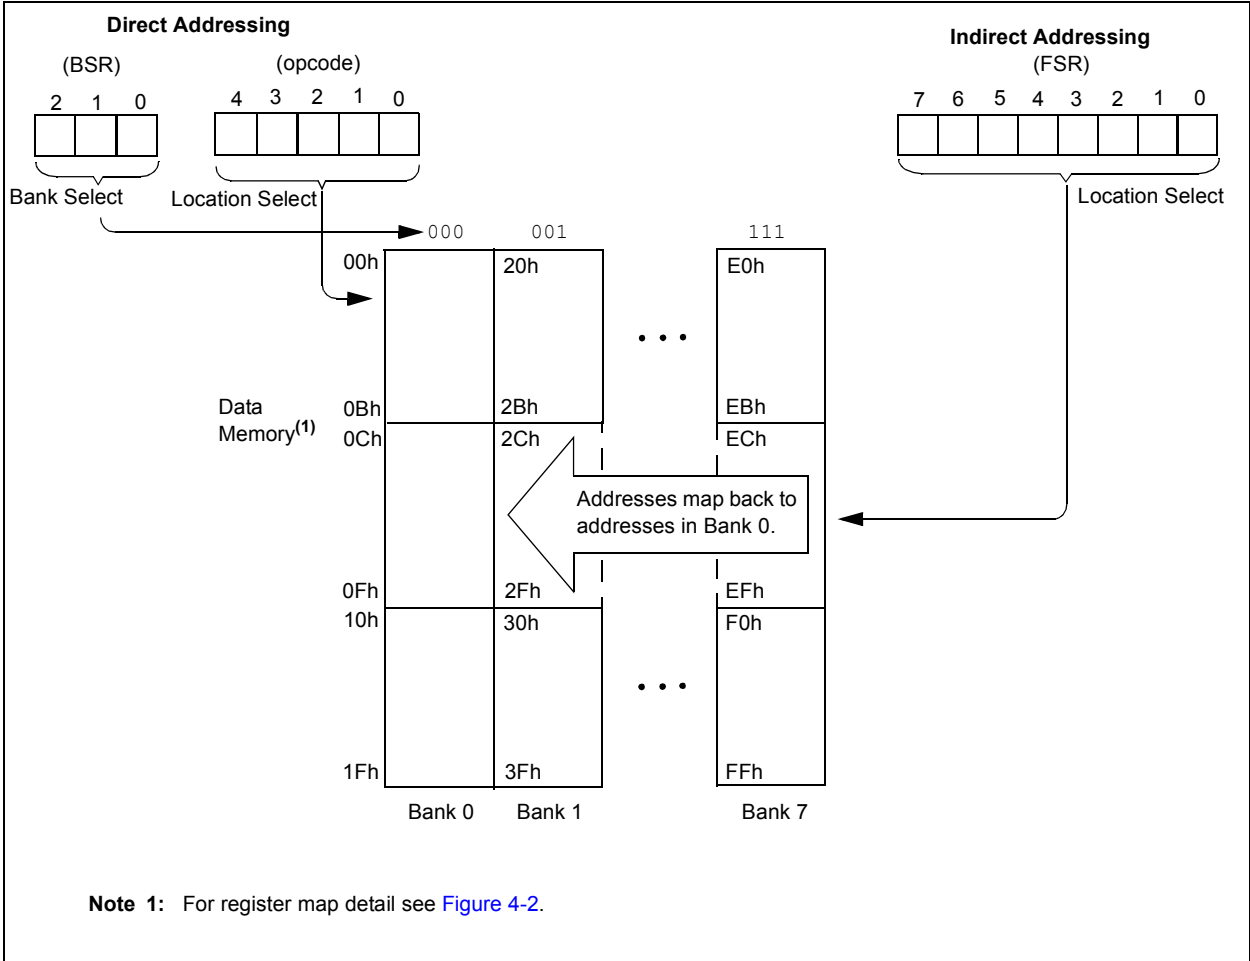 Direct Addressing
Indirect Addressing
(BSR) (opcode) (FSR)
2 1 0 4 3 2 1 0 7 6 5 4 3 2 1 0
Bank Select Location Select Location Select
000 001 111
00h 20h E0h
Data
Memory(1)
0Bh 2Bh EBh
0Ch 2Ch ECh
Addresses map back to
addresses in Bank 0.
0Fh 2Fh EFh
10h 30h F0h
1Fh 3Fh FFh
Bank 0 Bank 1 Bank 7
Note 1: For register map detail see Figure 4-2.